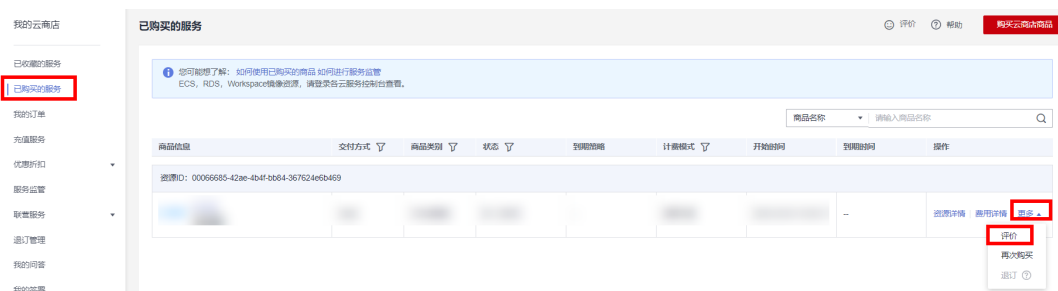 我的云商店
已收藏的服务
已购买的服务
我的订单
充值服务
优惠折扣
服务监管
联营服务
退订管理
我的问答
已购买的服务
评价
帮助
购买云商店商品
您可能想了解： 如何使用已购买的商品 如何进行服务监管
ECS，RDS，Workspace镜像资源，请登录各云服务控制台查看。
商品名称
请输入商品名称
商品信息 交付方式 商品类别 状态 到期策略 计费模式 开始时间 到期时间 操作
资源ID：00066685-42ae-4b4f-bb84-367624e6b469
--
资源详情 费用详情 更多
评价
再次购买
退订